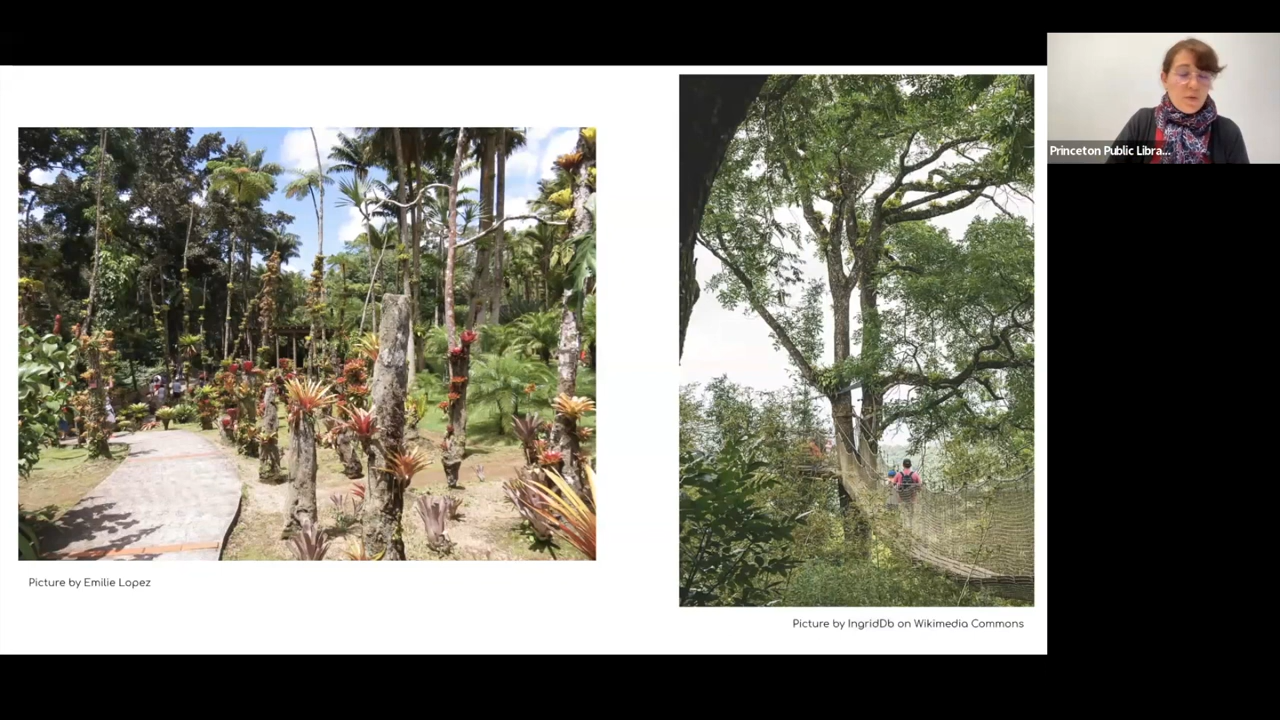 Princeton Public Libra...
Picture by Emilie Lopez
Picture by IngridDb on Wikimedia Commons